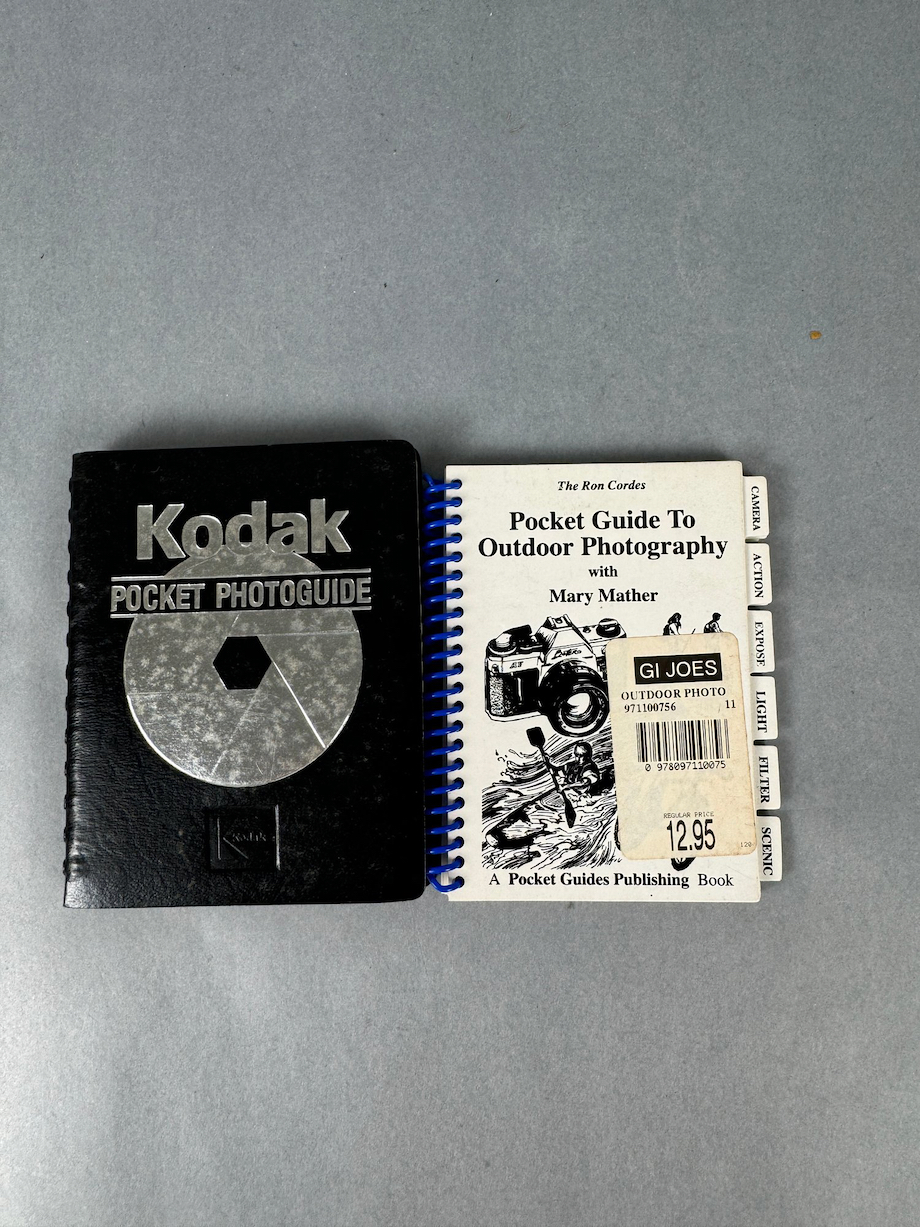 Kodak
POCKET PHOTOGUIDE
Kodak
The Ron Cordes
Pocket Guide To
Outdoor Photography
with
Mary Mather
AT
GI JOES
OUTDOOR PHOTO
971100756 11
0 978097110075
REGULAR PRICE
12.95
120
A Pocket Guides Publishing Book
CAMERA
ACTION
EXPOSE
LIGHT
FILTER
SCENIC